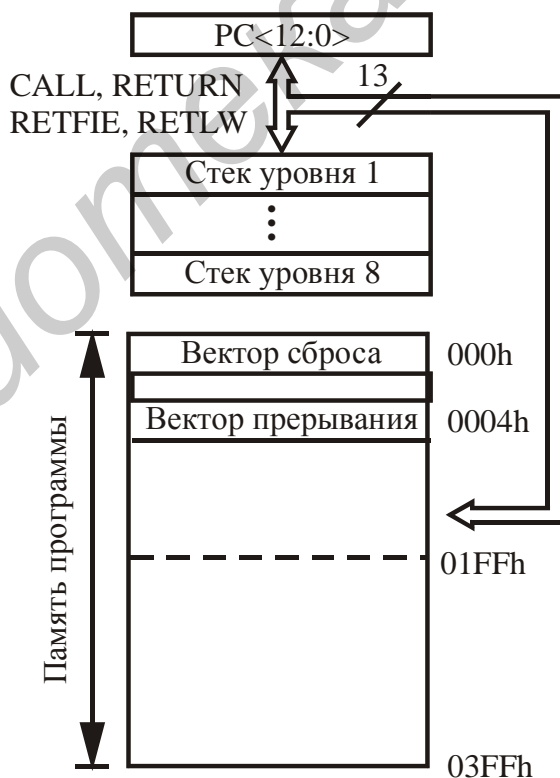 PC<12:0>
CALL, RETURN
RETFIE, RETLW
13
Стек уровня 1
Стек уровня 8
Вектор сброса
000h
Вектор прерывания
0004h
01FFh
Память программы
03FFh